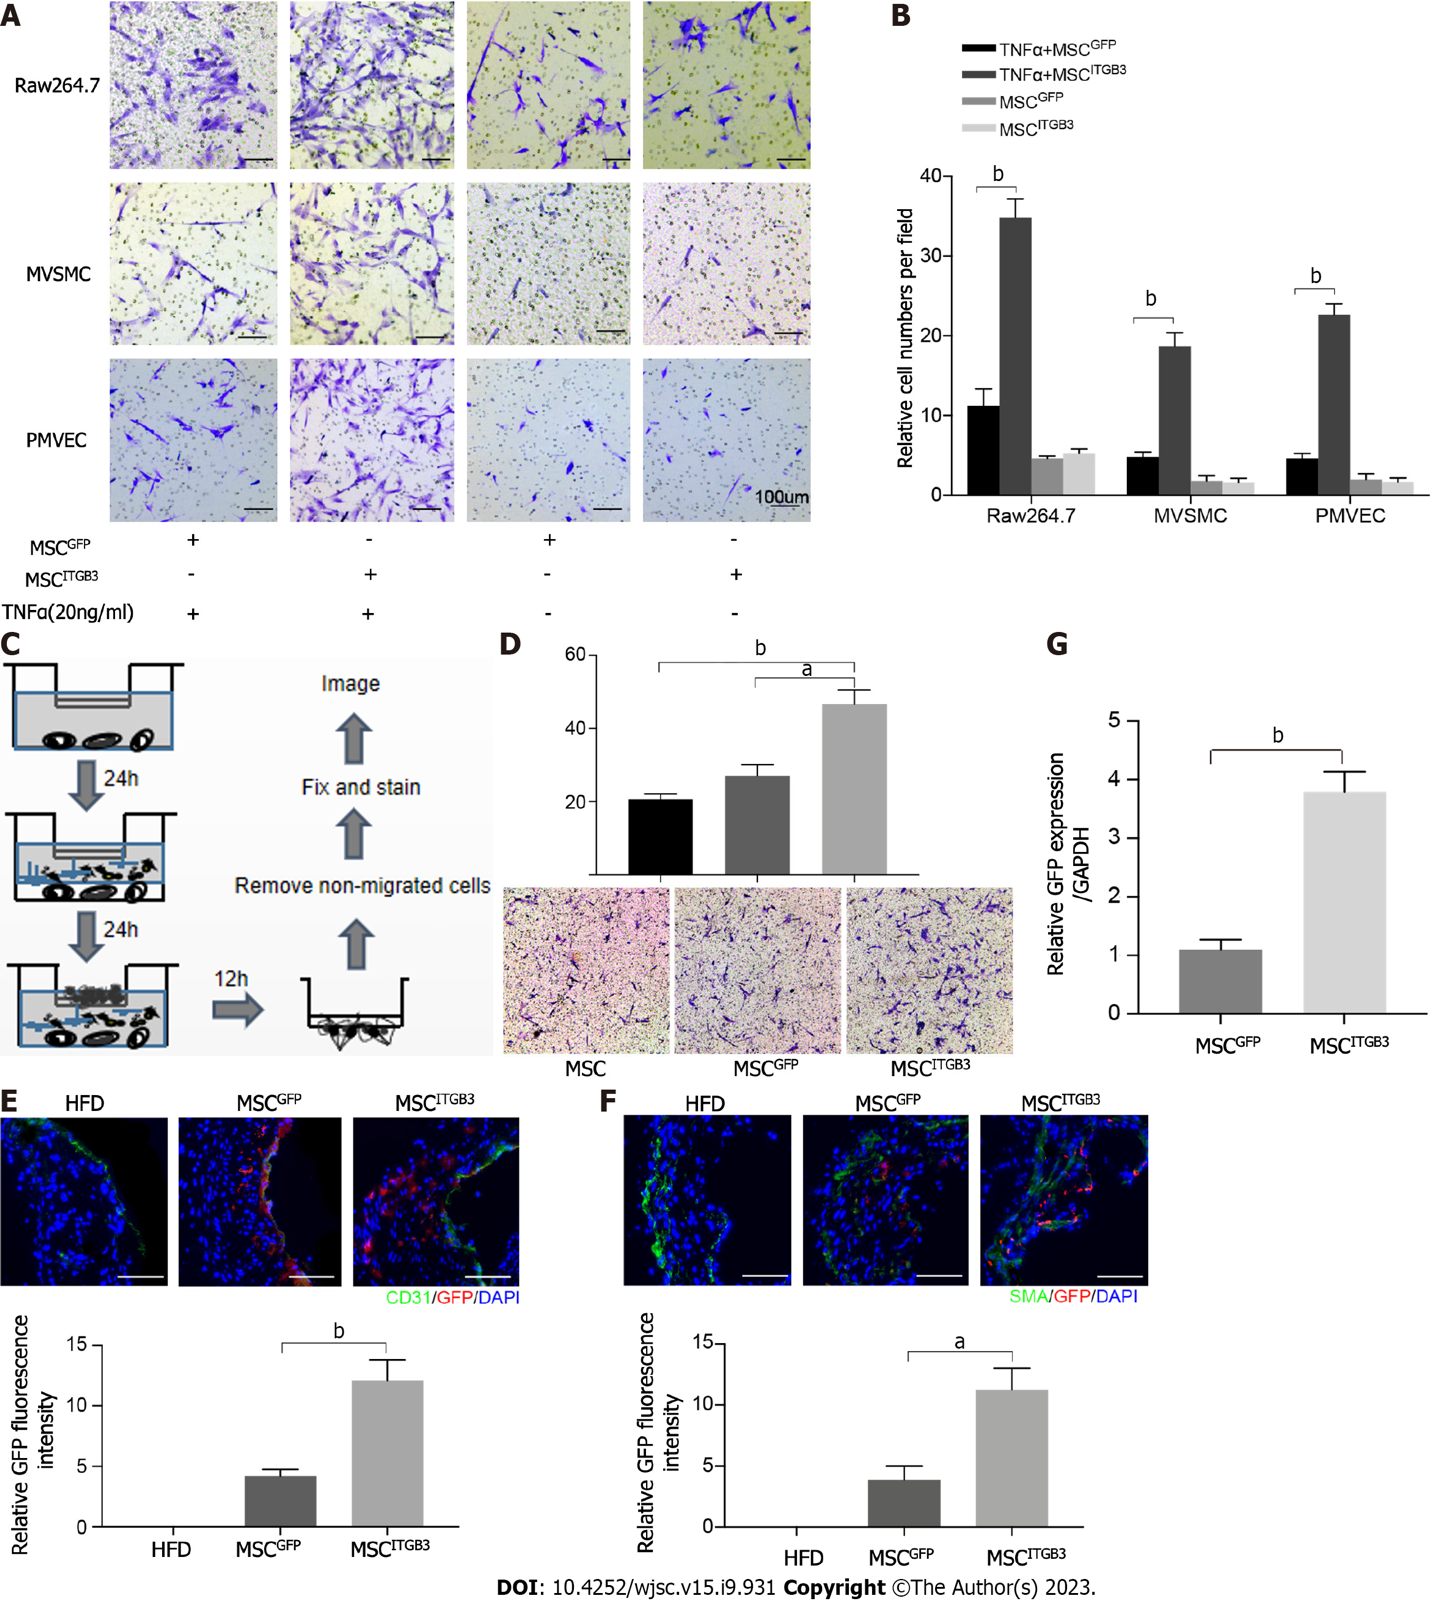 A
Raw264.7
MVSMC
PMVEC
100um
MSCGFP + - + -
MSCITGB3 - + - +
TNFα(20ng/ml) + + - -
B
TNFα+MSCGFP
TNFα+MSCITGB3
MSCGFP
MSCITGB3
Relative cell numbers per field
40
30
20
10
0
b
b
b
Raw264.7 MVSMC PMVEC
C
24h
24h
12h
Remove non-migrated cells
Fix and stain
Image
D
60
40
20
b
a
MSC MSCGFP MSCITGB3
G
Relative GFP expression
/GAPDH
5
4
3
2
1
0
b
MSCGFP MSCITGB3
E
HFD MSCGFP MSCITGB3
CD31/GFP/DAPI
Relative GFP fluorescence
intensity
15
10
5
0
b
HFD MSCGFP MSCITGB3
F
HFD MSCGFP MSCITGB3
SMA/GFP/DAPI
Relative GFP fluorescence
intensity
15
10
5
0
a
HFD MSCGFP MSCITGB3
DOI: 10.4252/wjsc.v15.i9.931 Copyright ©The Author(s) 2023.